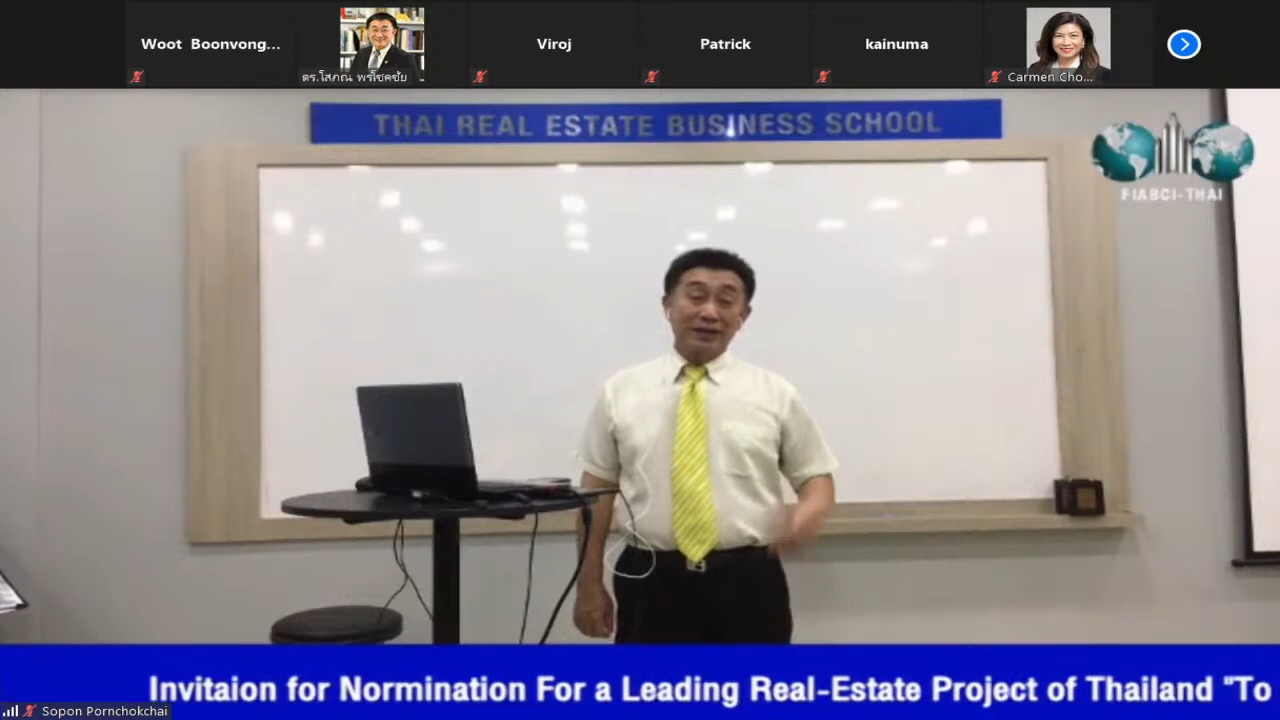 Woot Boonvong...
Viroj
Patrick
kainuma
ดร.โสภณ พรโชคชัย
Carmen Cho...
THAI REAL ESTATE BUSINESS SCHOOL
FIABCI-THAI
Invitaion for Normination For a Leading Real-Estate Project of Thailand "To
Sopon Pornchokchai